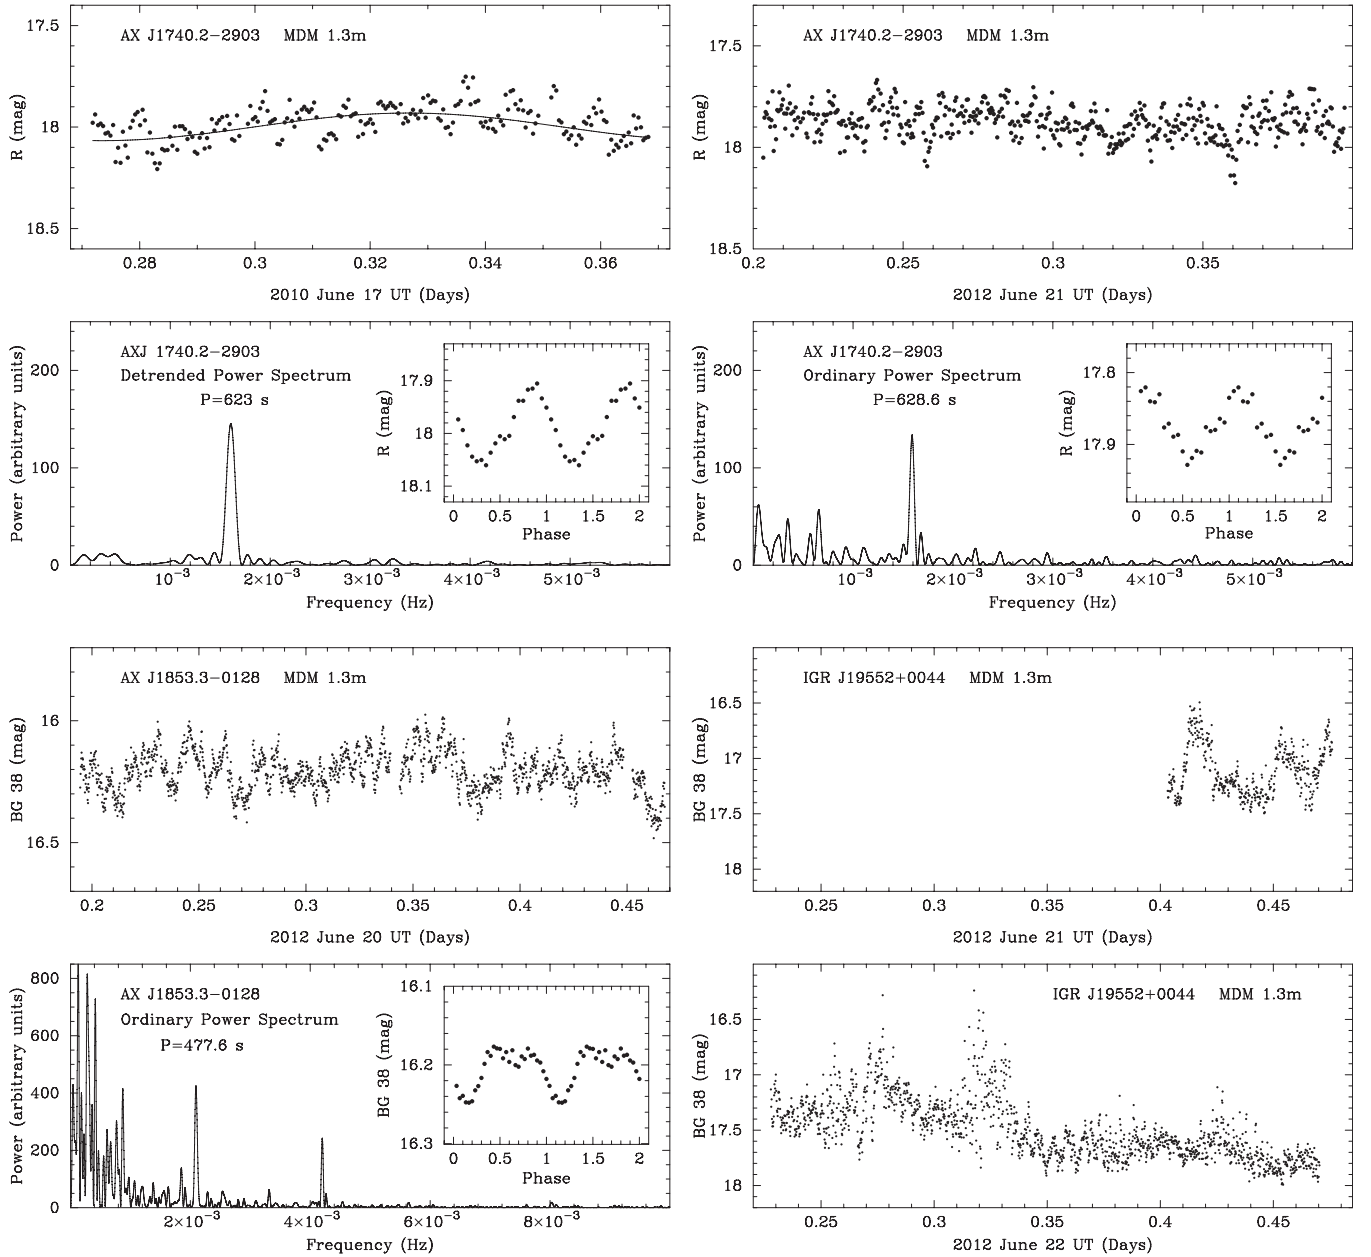 AX J1740.2−2903 MDM 1.3m
17.5
18
18.5
R (mag)
0.28 0.3 0.32 0.34 0.36
2010 June 17 UT (Days)
AX J1740.2−2903 MDM 1.3m
17.5
18
18.5
R (mag)
0.2 0.25 0.3 0.35
2012 June 21 UT (Days)
AXJ 1740.2−2903
Detrended Power Spectrum
P=623 s
200
100
0
Power (arbitrary units)
10⁻³ 2×10⁻³ 3×10⁻³ 4×10⁻³ 5×10⁻³
Frequency (Hz)
17.9
18
18.1
R (mag)
0 0.5 1 1.5 2
Phase
AX J1740.2−2903
Ordinary Power Spectrum
P=628.6 s
200
100
0
Power (arbitrary units)
10⁻³ 2×10⁻³ 3×10⁻³ 4×10⁻³ 5×10⁻³
Frequency (Hz)
17.8
17.9
R (mag)
0 0.5 1 1.5 2
Phase
AX J1853.3−0128 MDM 1.3m
16
16.5
BG 38 (mag)
0.2 0.25 0.3 0.35 0.4 0.45
2012 June 20 UT (Days)
IGR J19552+0044 MDM 1.3m
16.5
17
17.5
18
BG 38 (mag)
0.25 0.3 0.35 0.4 0.45
2012 June 21 UT (Days)
AX J1853.3−0128
Ordinary Power Spectrum
P=477.6 s
800
600
400
200
0
Power (arbitrary units)
2×10⁻³ 4×10⁻³ 6×10⁻³ 8×10⁻³
Frequency (Hz)
16.1
16.2
16.3
BG 38 (mag)
0 0.5 1 1.5 2
Phase
IGR J19552+0044 MDM 1.3m
16.5
17
17.5
18
BG 38 (mag)
0.25 0.3 0.35 0.4 0.45
2012 June 22 UT (Days)